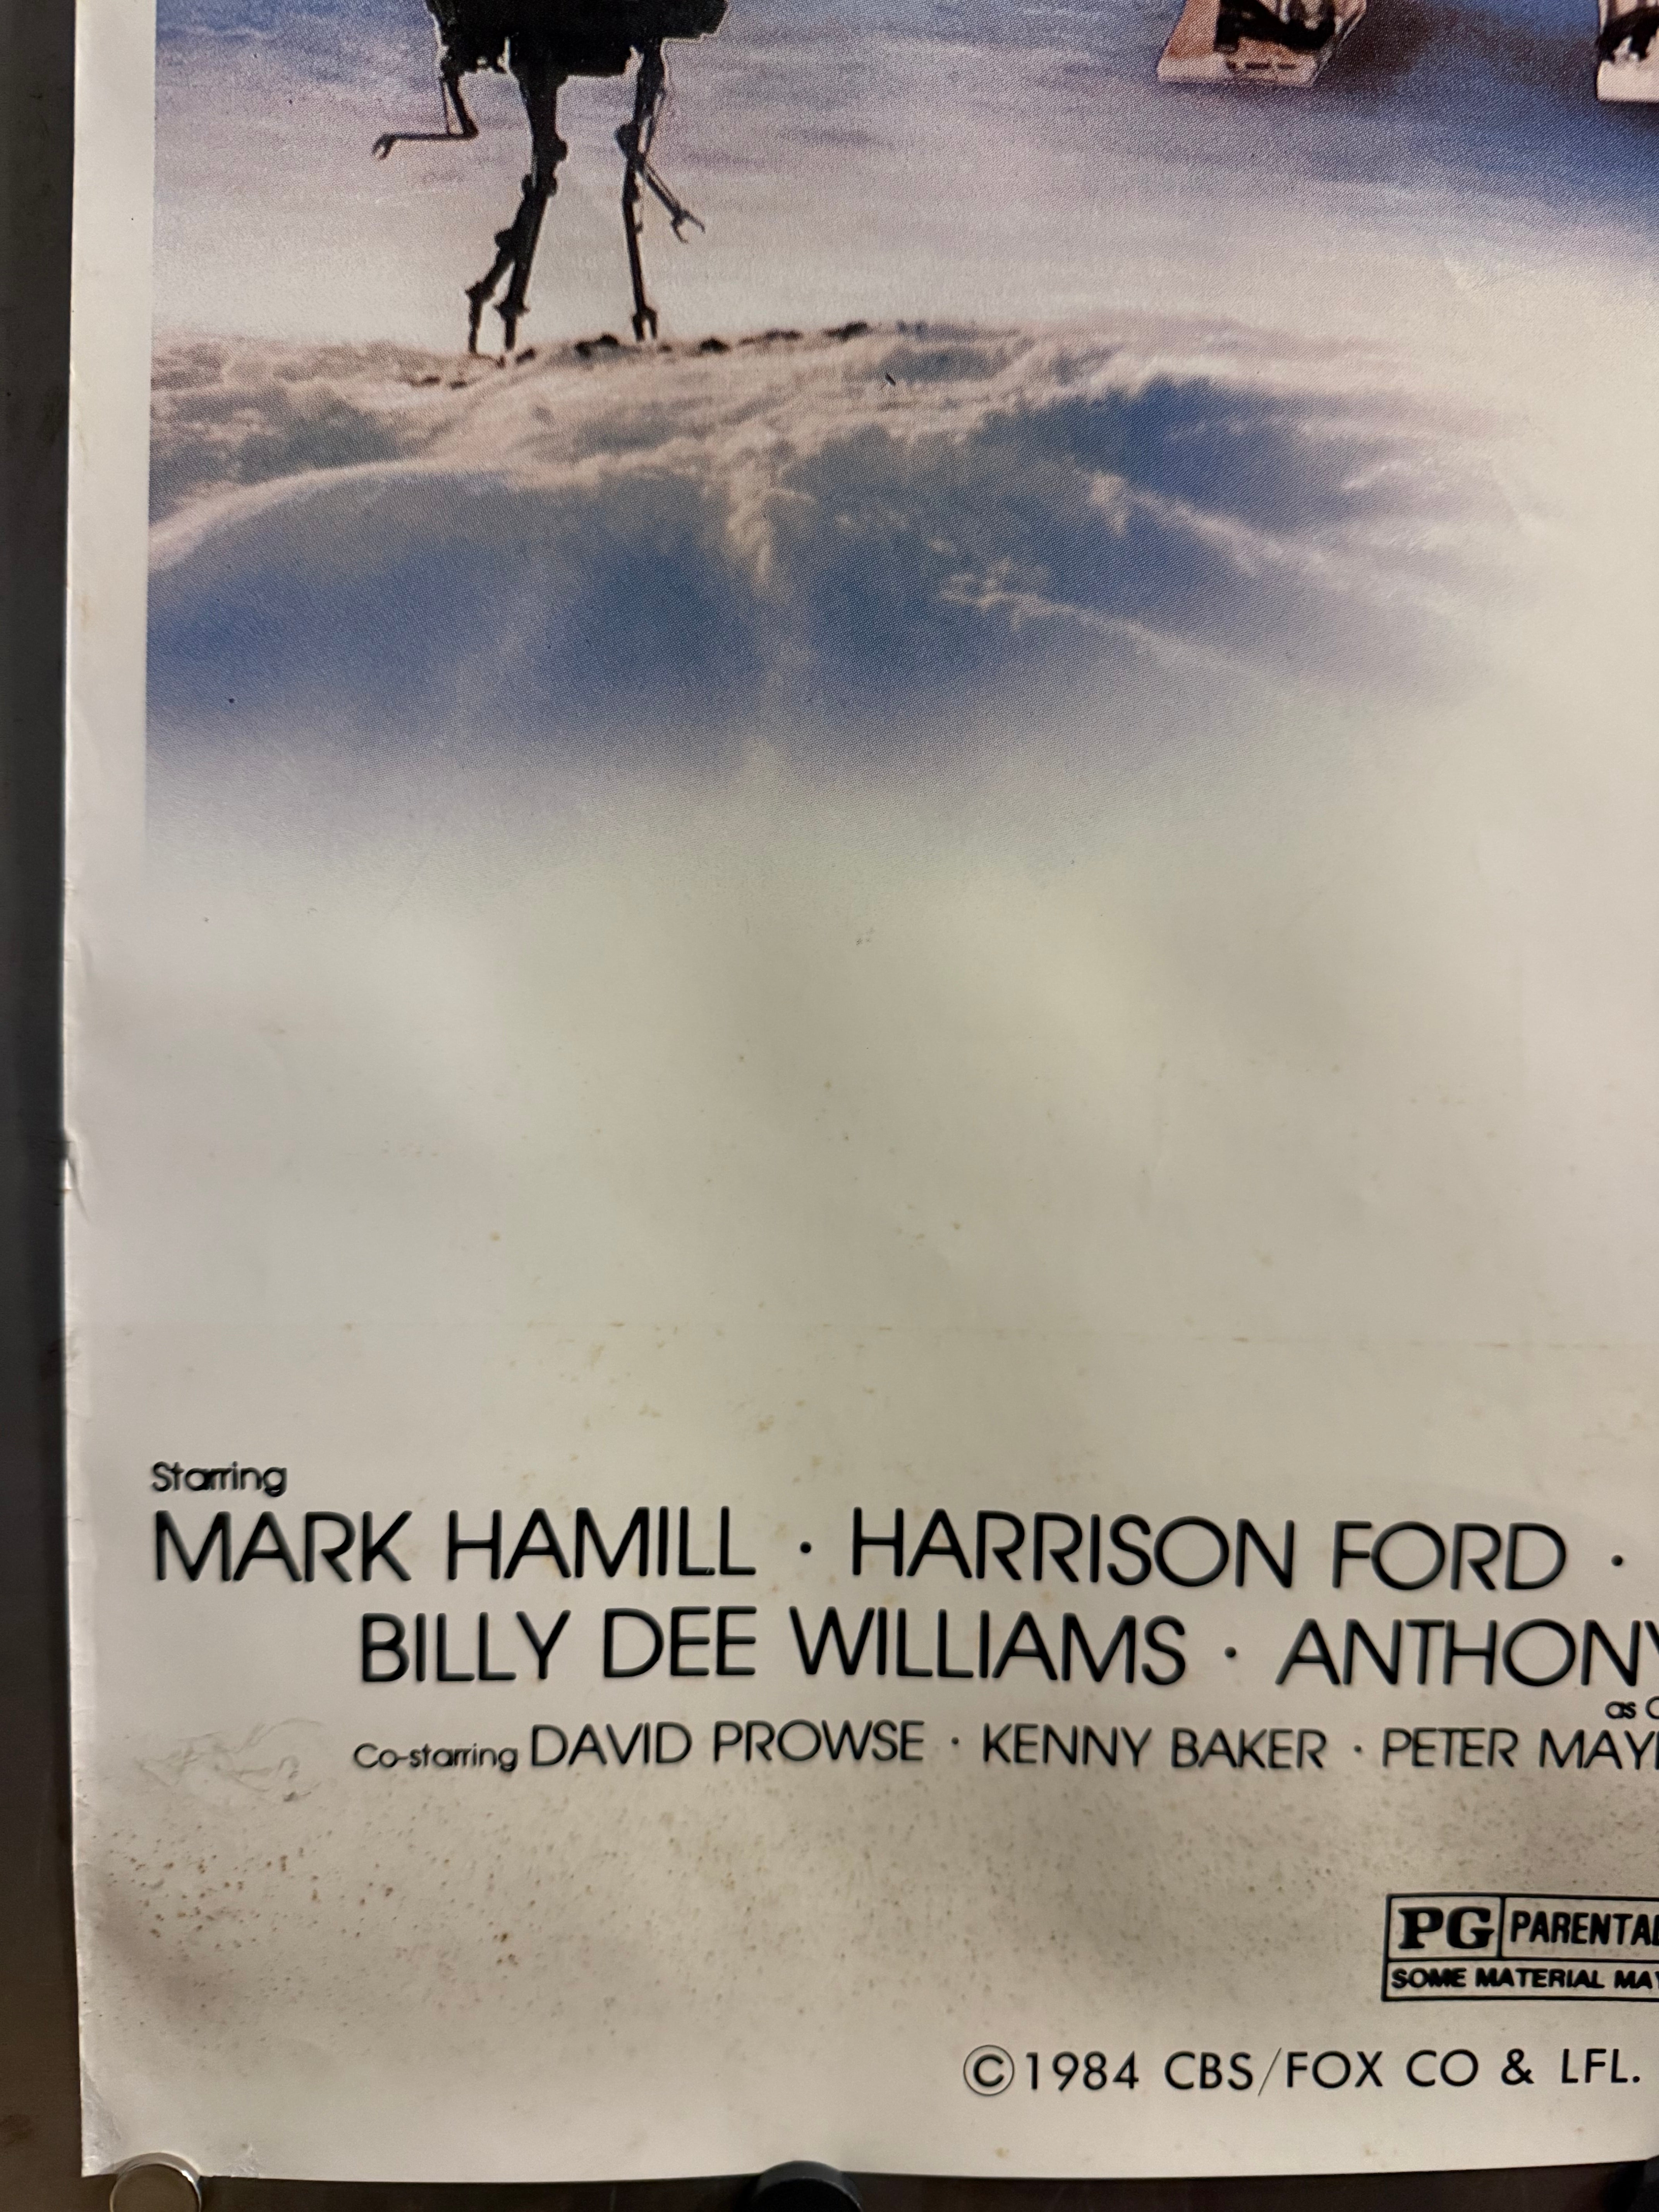 Starring
MARK HAMILL · HARRISON FORD ·
BILLY DEE WILLIAMS · ANTHONY
as
Co-starring DAVID PROWSE · KENNY BAKER · PETER
PG
SOME MATERIAL
©1984 CBS/FOX CO & LFL.